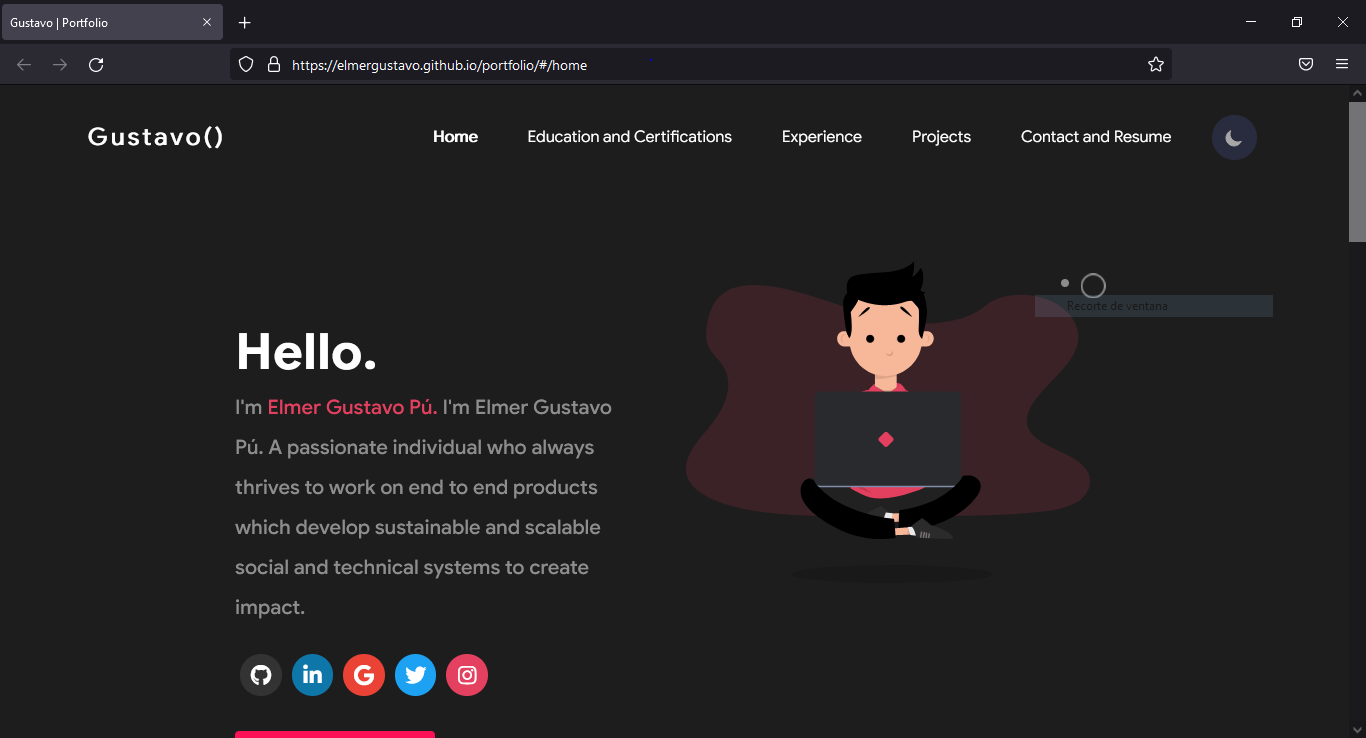 Gustavo | Portfolio
https://elmergustavo.github.io/portfolio/#/home
Gustavo()
Home
Education and Certifications
Experience
Projects
Contact and Resume
Recorte de ventana
Hello.
I'm Elmer Gustavo Pú. I'm Elmer Gustavo
Pú. A passionate individual who always
thrives to work on end to end products
which develop sustainable and scalable
social and technical systems to create
impact.
in
G